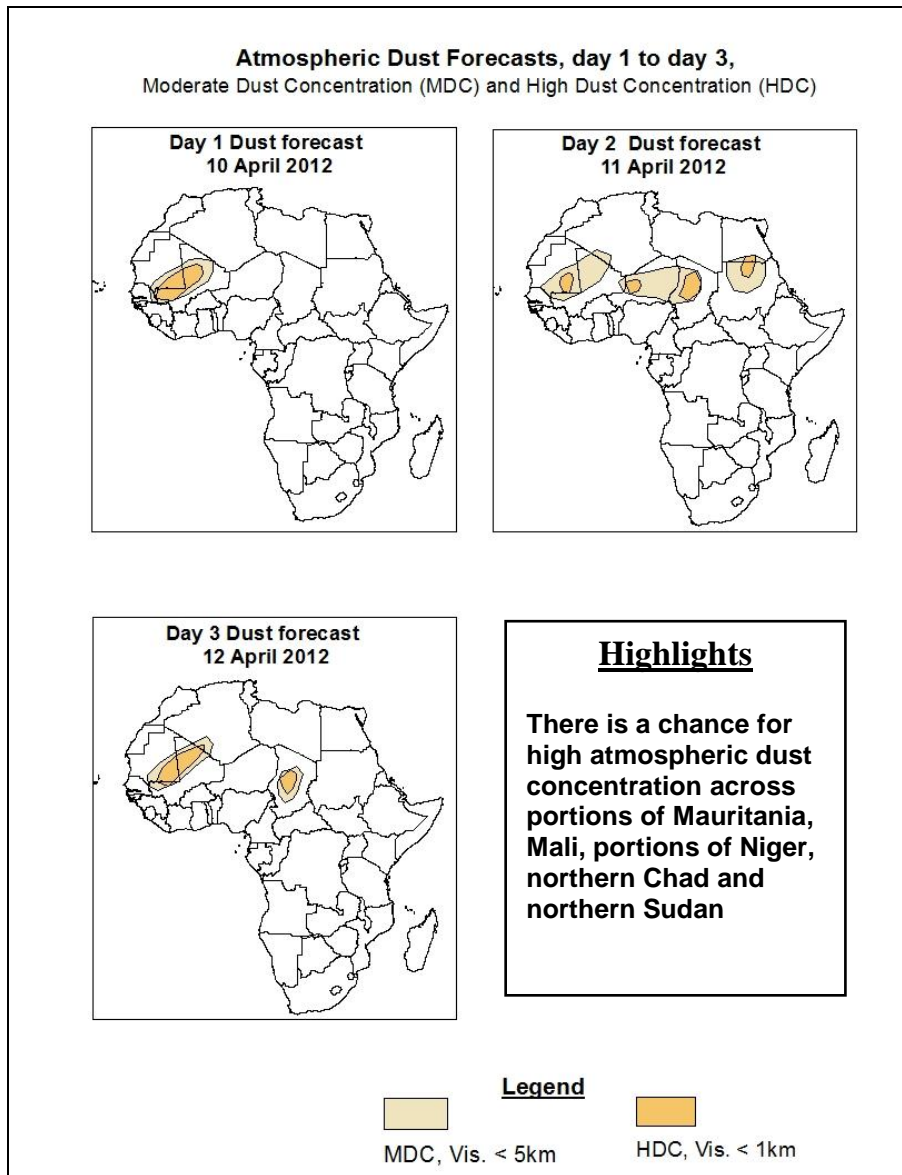 Atmospheric Dust Forecasts, day 1 to day 3,
Moderate Dust Concentration (MDC) and High Dust Concentration (HDC)
Day 1 Dust forecast
10 April 2012
Day 2 Dust forecast
11 April 2012
Day 3 Dust forecast
12 April 2012
Highlights
There is a chance for
high atmospheric dust
concentration across
portions of Mauritania,
Mali, portions of Niger,
northern Chad and
northern Sudan
Legend
MDC, Vis. < 5km
HDC, Vis. < 1km